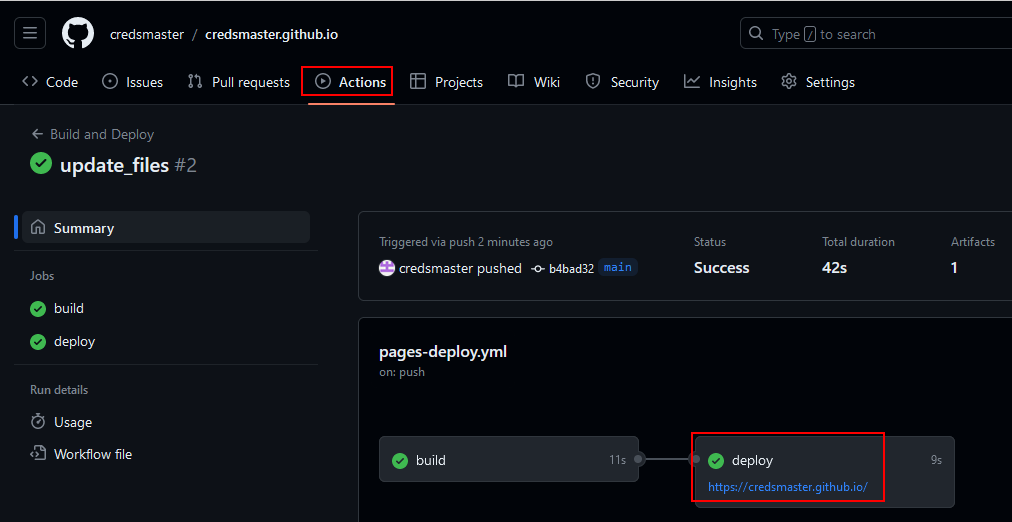 credsmaster / credsmaster.github.io
Type / to search
Code Issues Pull requests Actions Projects Wiki Security Insights Settings
Build and Deploy
update_files #2
Summary
Jobs
build
deploy
Run details
Usage
Workflow file
Triggered via push 2 minutes ago
credsmaster pushed b4bad32 main
Status
Success
Total duration
42s
Artifacts
1
pages-deploy.yml
on: push
build 11s
deploy 9s
https://credsmaster.github.io/